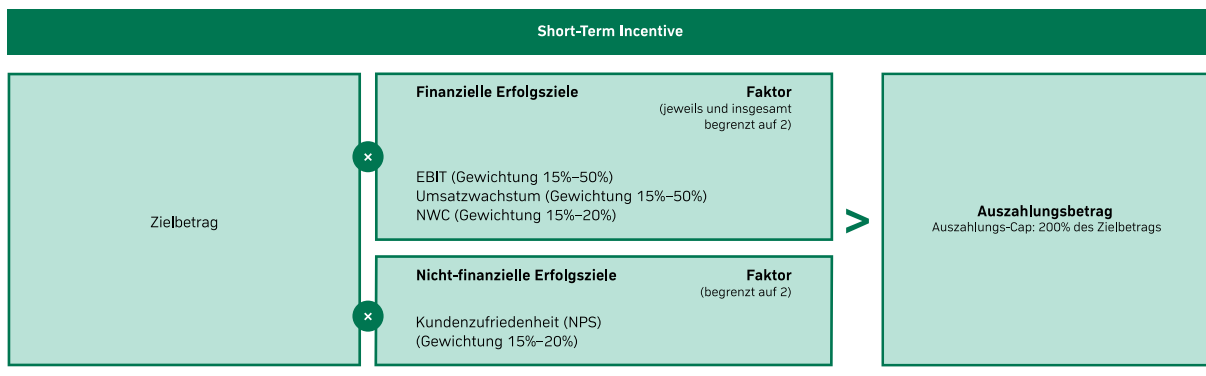 Short-Term Incentive
Zielbetrag
×
Finanzielle Erfolgsziele
Faktor
(jeweils und insgesamt
begrenzt auf 2)
EBIT (Gewichtung 15%–50%)
Umsatzwachstum (Gewichtung 15%–50%)
NWC (Gewichtung 15%–20%)
×
Nicht-finanzielle Erfolgsziele
Faktor
(begrenzt auf 2)
Kundenzufriedenheit (NPS)
(Gewichtung 15%–20%)
>
Auszahlungsbetrag
Auszahlungs-Cap: 200% des Zielbetrags